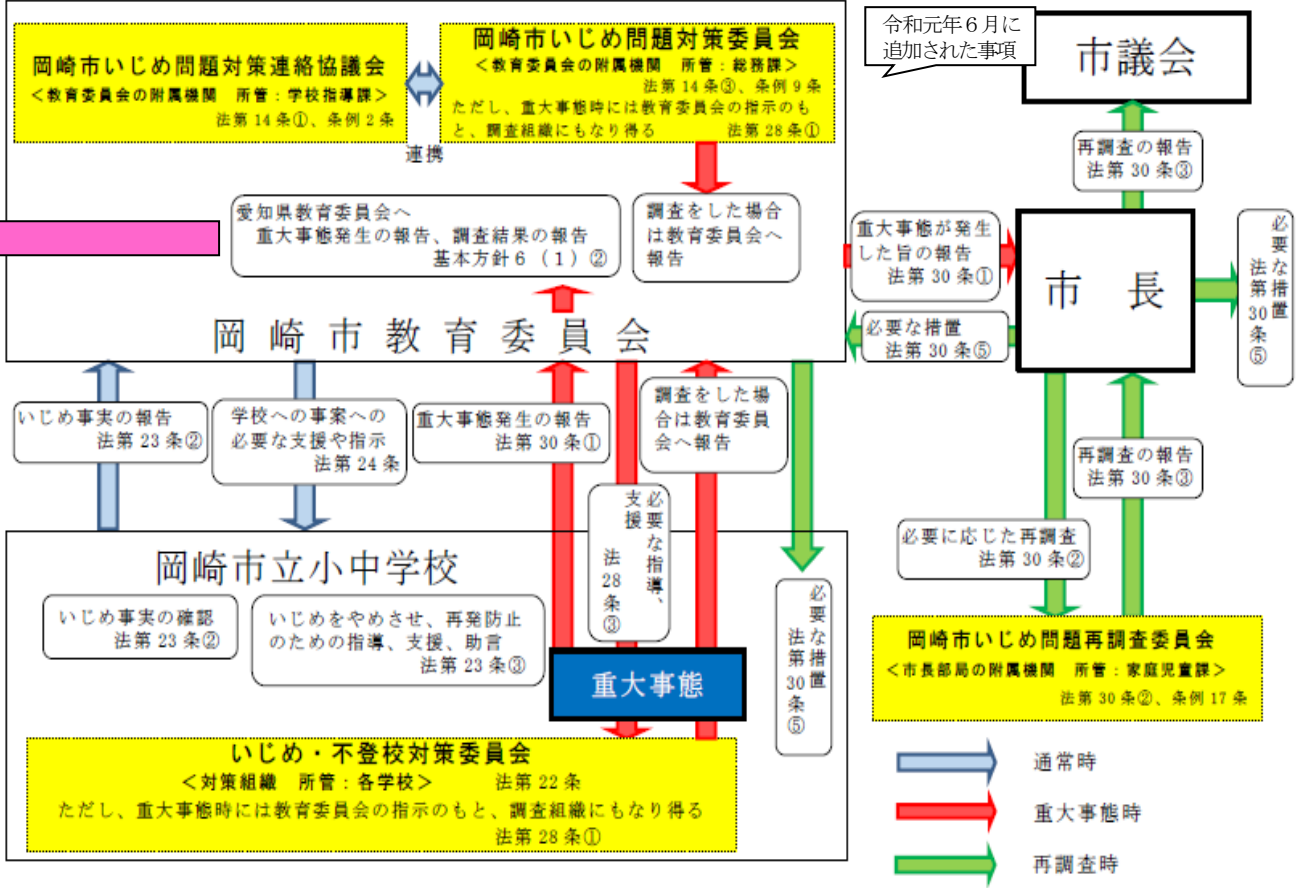 岡崎市いじめ問題対策連絡協議会
＜教育委員会の附属機関　所管：学校指導課＞
法第14条①、条例2条
連携
岡崎市いじめ問題対策委員会
＜教育委員会の附属機関　所管：総務課＞
法第14条③、条例9条
ただし、重大事態時には教育委員会の指示のも
と、調査組織にもなり得る　法第28条①
令和元年６月に
追加された事項
市議会
再調査の報告
法第30条③
愛知県教育委員会へ
重大事態発生の報告、調査結果の報告
基本方針６（１）②
調査をした場合
は教育委員会へ
報告
重大事態が発生
した旨の報告
法第30条①
市　長
必要な措置
法第30条⑤
必要な措置
法第30条⑤
岡崎市教育委員会
いじめ事実の報告
法第23条②
学校への事案への
必要な支援や指示
法第24条
重大事態発生の報告
法第30条①
調査をした場
合は教育委員
会へ報告
再調査の報告
法第30条③
必要な指導、
支援　法28条③
必要に応じた再調査
法第30条②
岡崎市立小中学校
いじめ事実の確認
法第23条②
いじめをやめさせ、再発防止
のための指導、支援、助言
法第23条③
必要な措置
法第30条⑤
重大事態
岡崎市いじめ問題再調査委員会
＜市長部局の附属機関　所管：家庭児童課＞
法第30条②、条例17条
いじめ・不登校対策委員会
＜対策組織　所管：各学校＞　法第22条
ただし、重大事態時には教育委員会の指示のもと、調査組織にもなり得る
法第28条①
通常時
重大事態時
再調査時